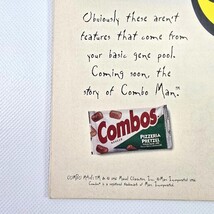 Obviously these aren't
features that come from
your basic gene pool.
Coming soon, the
story of Combo Man.™
Combos
PIZZERIA
PRETZEL